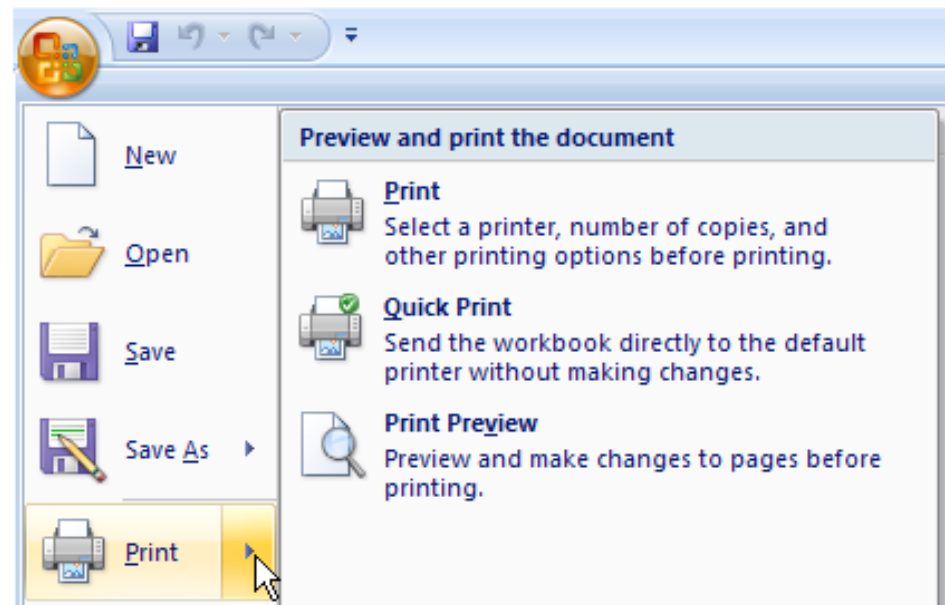 New
Open
Save
Save As
Print
Preview and print the document
Print
Select a printer, number of copies, and
other printing options before printing.
Quick Print
Send the workbook directly to the default
printer without making changes.
Print Preview
Preview and make changes to pages before
printing.